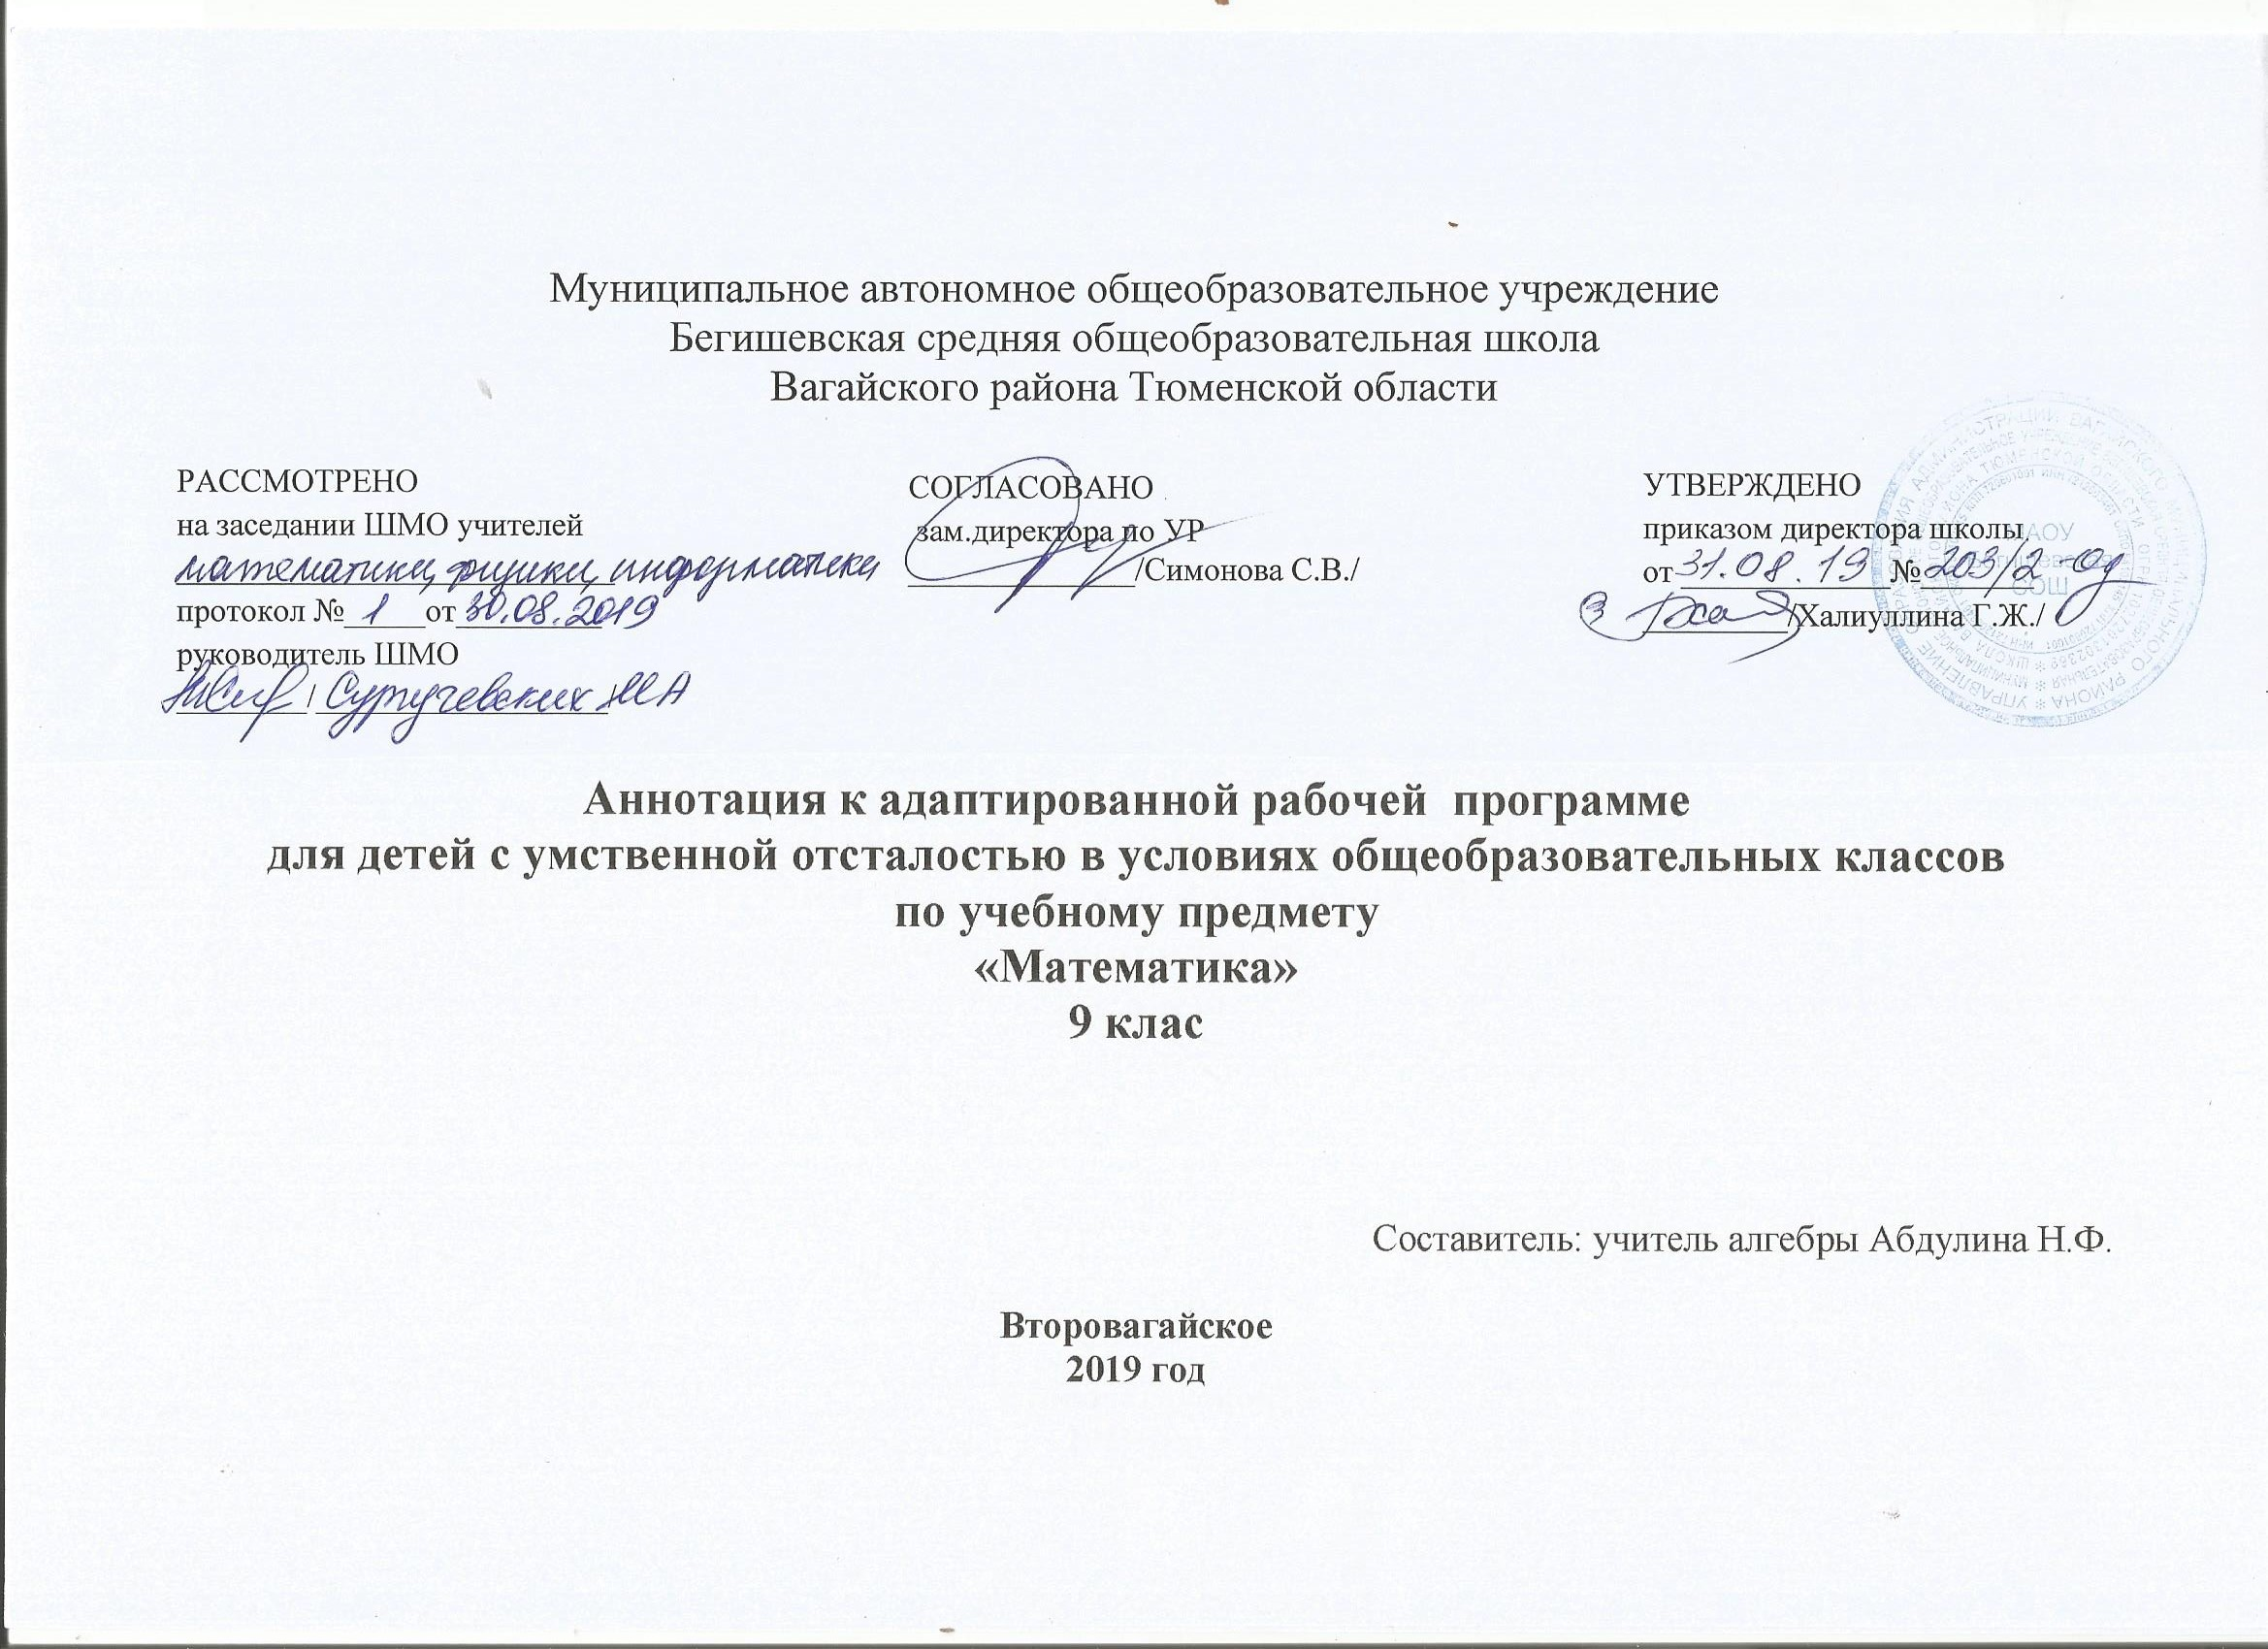 Муниципальное автономное общеобразовательное учреждение
Бегишевская средняя общеобразовательная школа
Вагайского района Тюменской области
РАССМОТРЕНО
на заседании ШМО учителей
математики, физики, информатики
протокол № 1 от 30.08.2019
руководитель ШМО
/ Сургучевских М А
СОГЛАСОВАНО
зам.директора по УР
/Симонова С.В./
УТВЕРЖДЕНО
приказом директора школы
от 31.08.19 № 203/2-Од
/Халиуллина Г.Ж./
МАОУ
СОШ
Аннотация к адаптированной рабочей программе
для детей с умственной отсталостью в условиях общеобразовательных классов
по учебному предмету
«Математика»
9 клас
Составитель: учитель алгебры Абдулина Н.Ф.
Второвагайское
2019 год